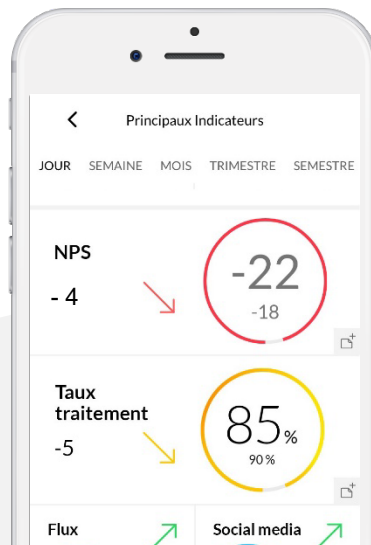 Principaux Indicateurs
JOUR SEMAINE MOIS TRIMESTRE SEMESTRE
NPS
- 4
-22
-18
Taux
traitement
-5
85%
90 %
Flux
Social media